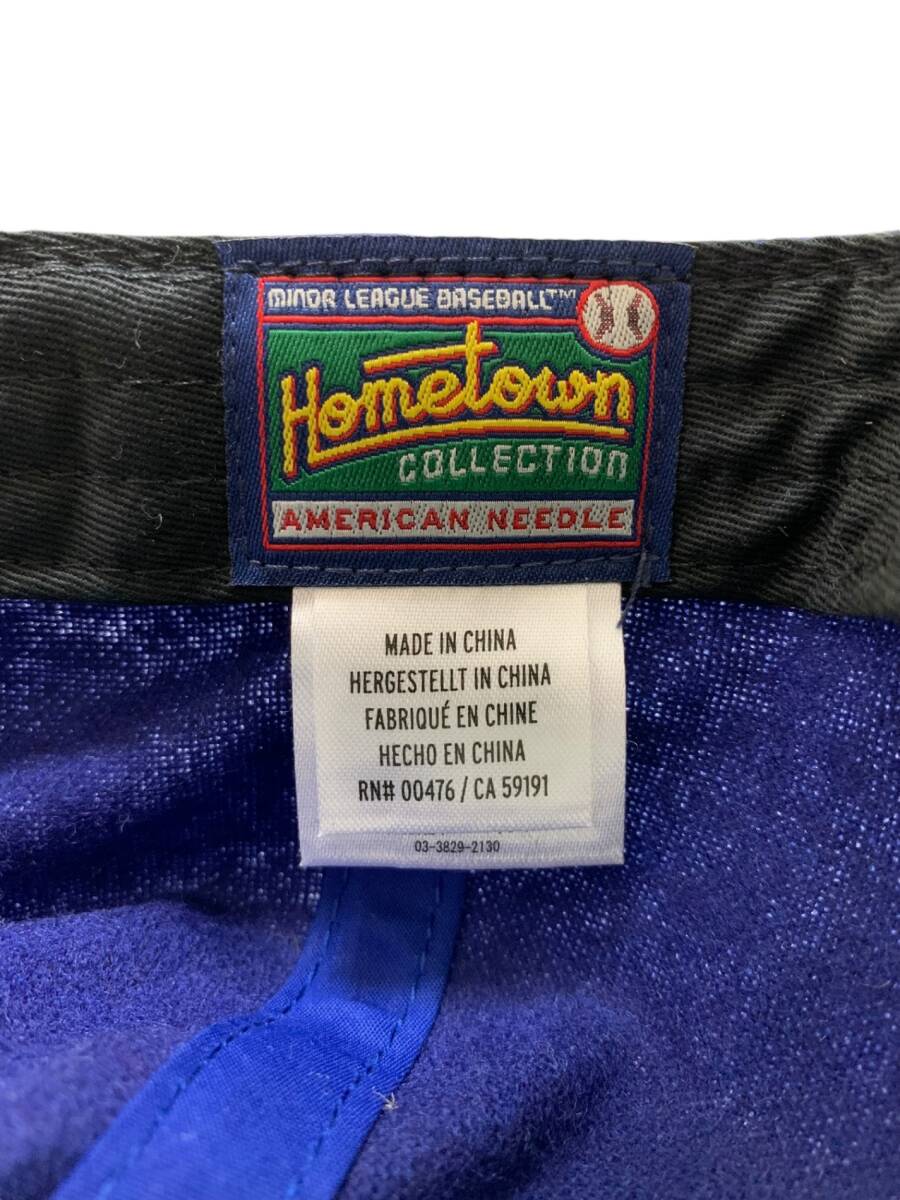 MINOR LEAGUE BASEBALL™
Hometown
COLLECTION
AMERICAN NEEDLE
MADE IN CHINA
HERGESTELLT IN CHINA
FABRIQUÉ EN CHINE
HECHO EN CHINA
RN# 00476 / CA 59191
03-3829-2130